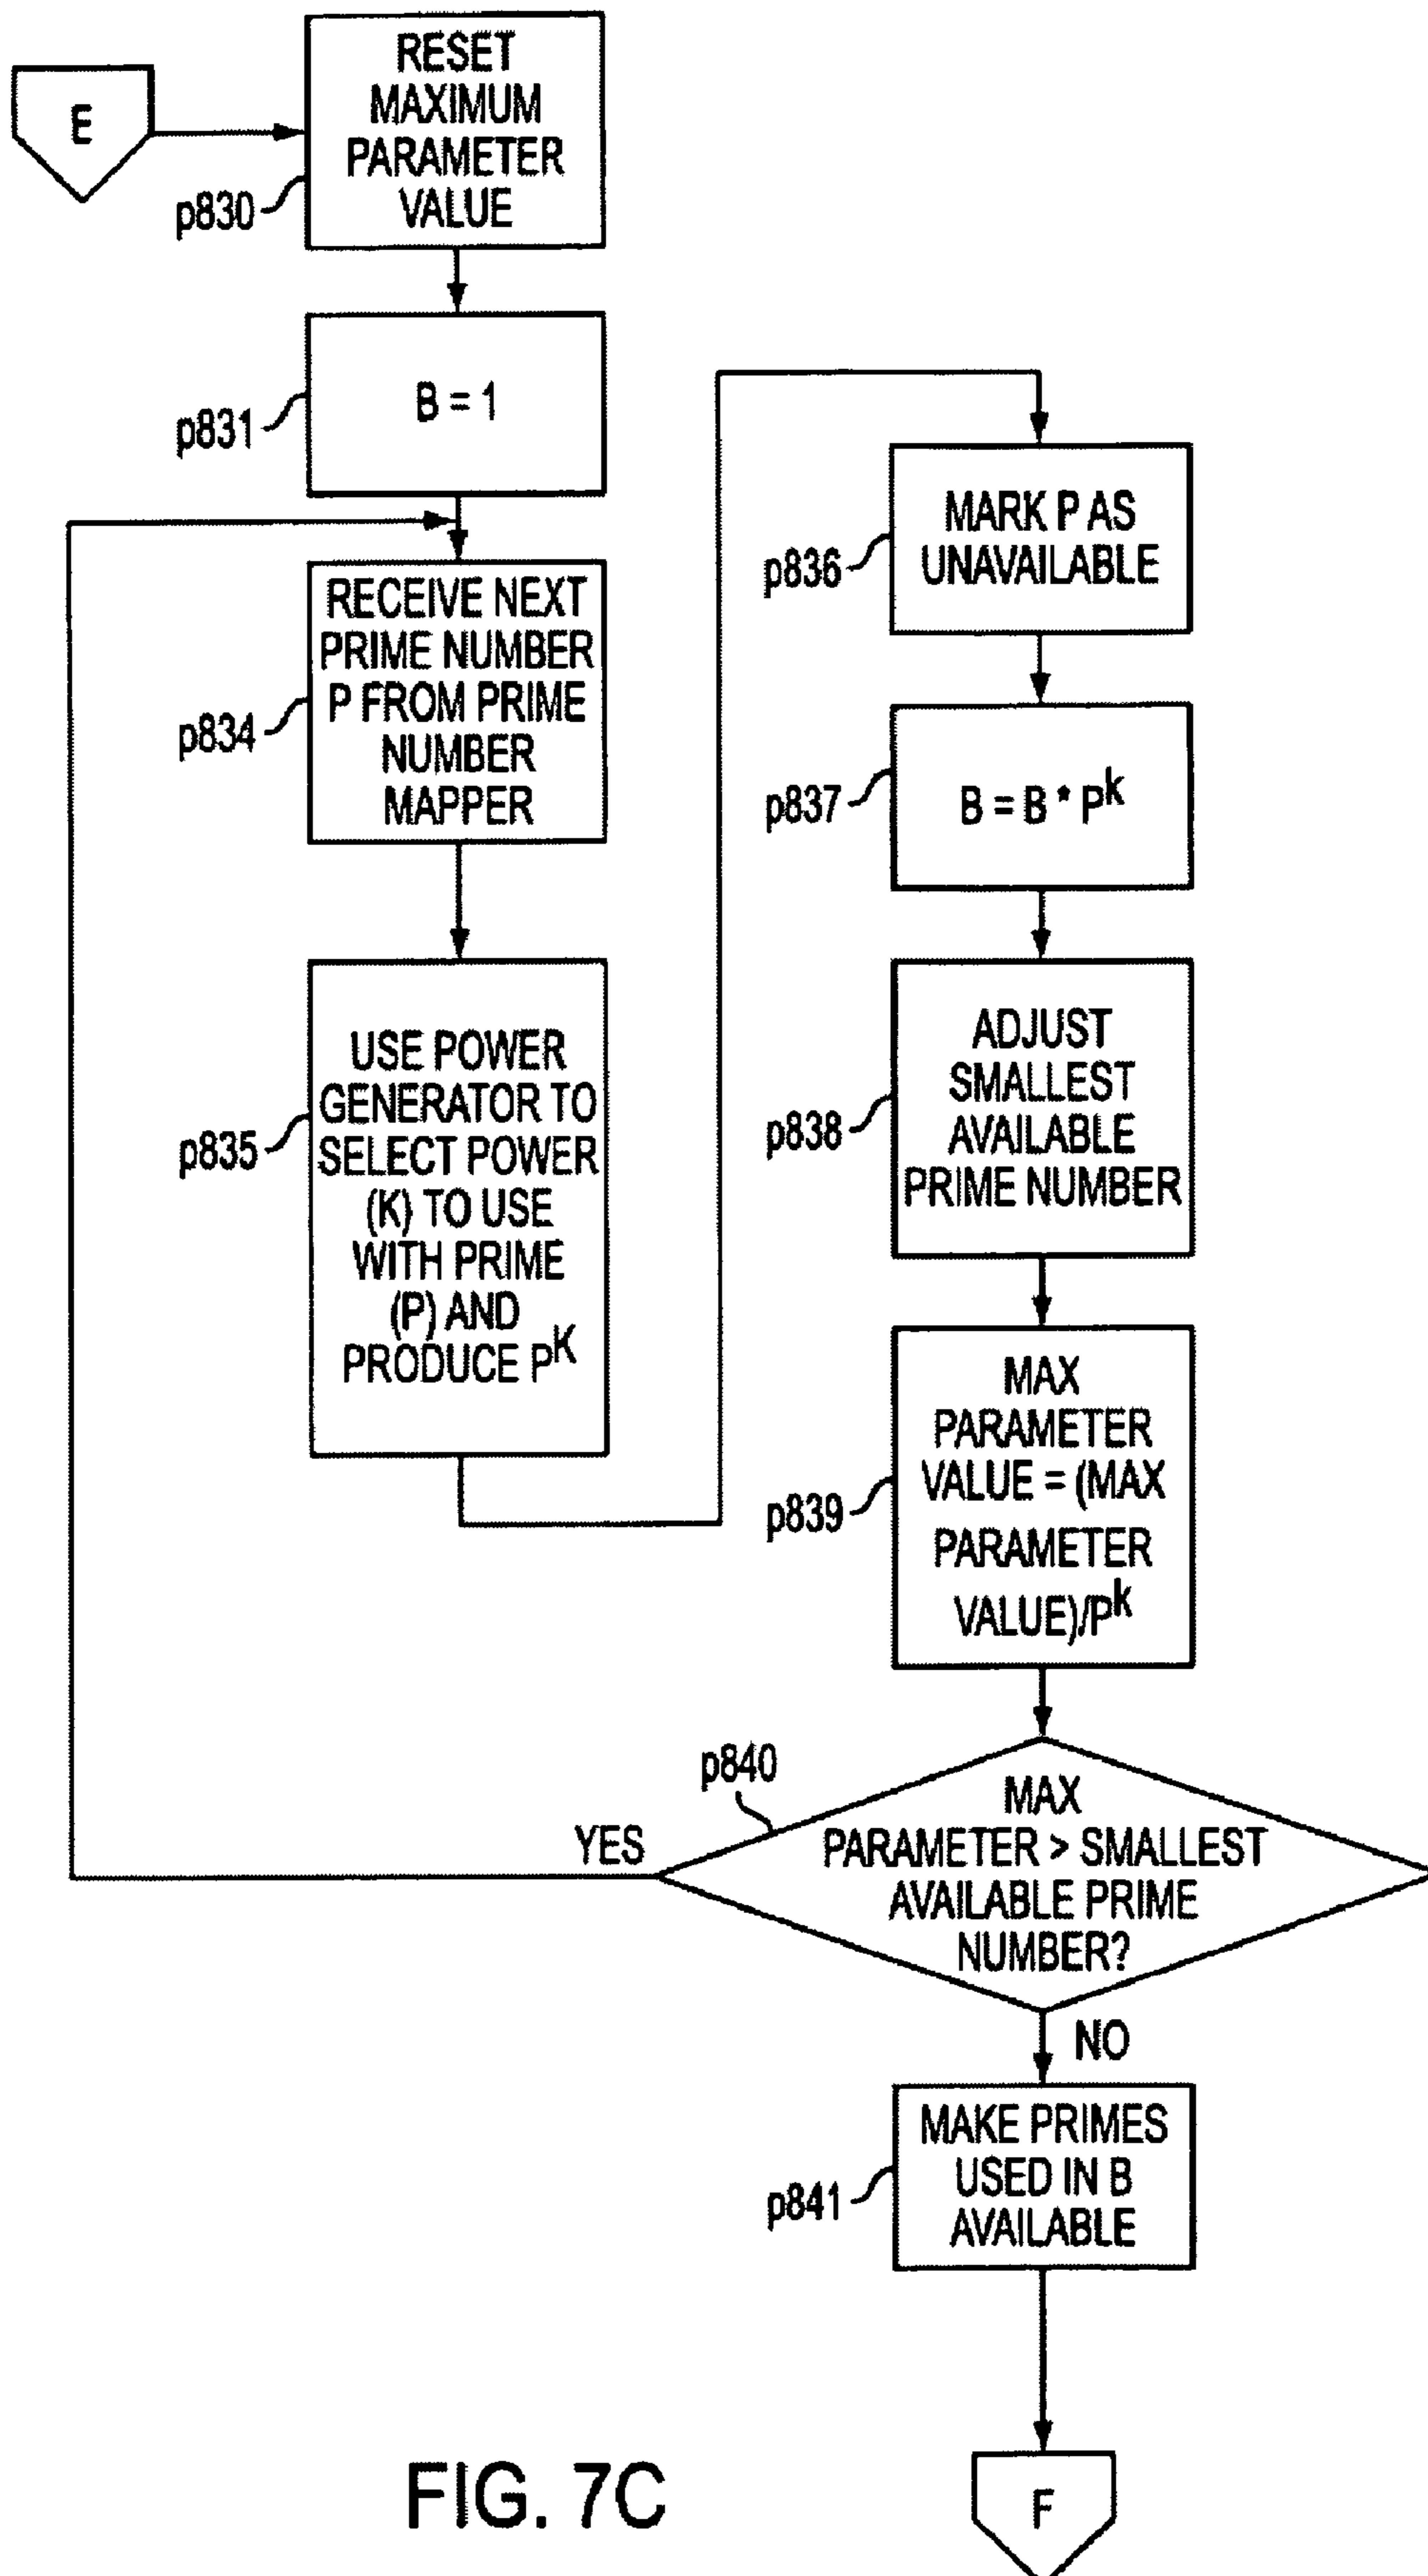 E
RESET
MAXIMUM
PARAMETER
VALUE
p830
B = 1
p831
RECEIVE NEXT
PRIME NUMBER
P FROM PRIME
NUMBER
MAPPER
p834
USE POWER
GENERATOR TO
SELECT POWER
(K) TO USE
WITH PRIME
(P) AND
PRODUCE P^K
p835
MARK P AS
UNAVAILABLE
p836
B = B * P^k
p837
ADJUST
SMALLEST
AVAILABLE
PRIME NUMBER
p838
MAX
PARAMETER
VALUE = (MAX
PARAMETER
VALUE)/P^k
p839
p840
MAX
PARAMETER > SMALLEST
AVAILABLE PRIME
NUMBER?
YES
NO
MAKE PRIMES
USED IN B
AVAILABLE
p841
F
FIG. 7C